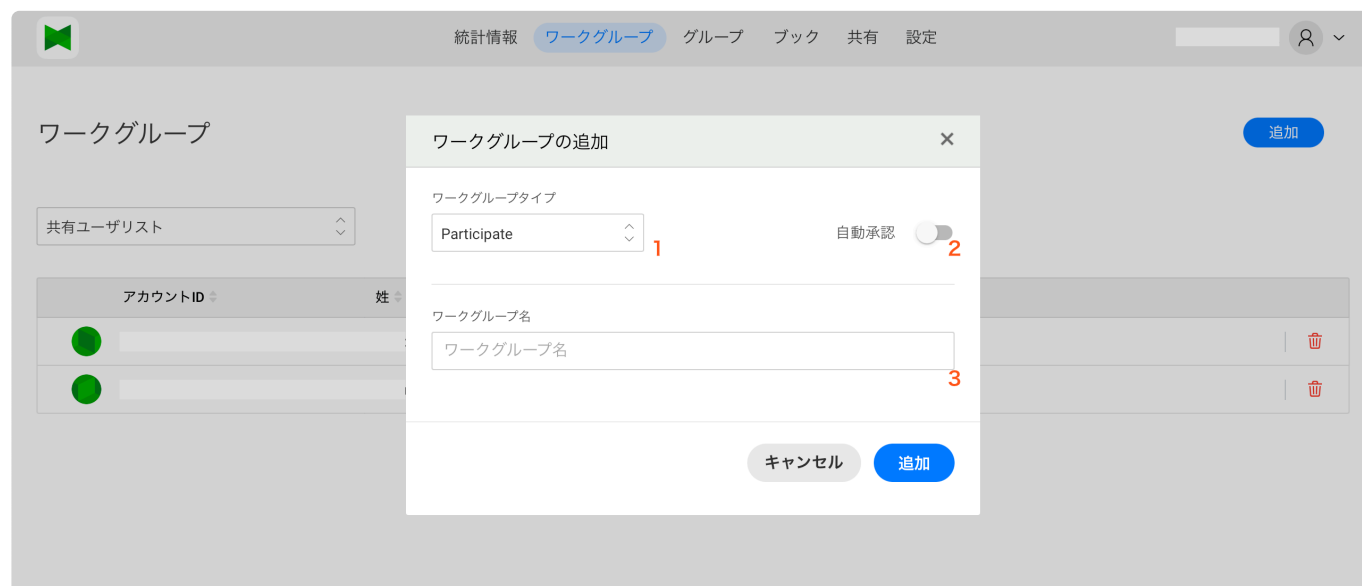 統計情報 ワークグループ グループ ブック 共有 設定
ワークグループ
追加
共有ユーザリスト
アカウントID 姓
ワークグループの追加
ワークグループタイプ
Participate
1
自動承認
2
ワークグループ名
ワークグループ名
3
キャンセル 追加